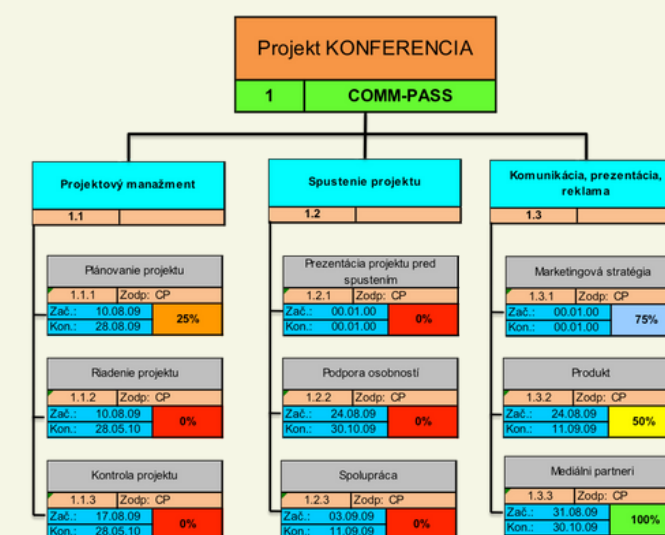 Projekt KONFERENCIA
1 COMM-PASS
Projektový manažment
1.1
Plánovanie projektu
1.1.1 Zodp: CP
Zač.: 10.08.09
Kon.: 28.08.09
25%
Riadenie projektu
1.1.2 Zodp: CP
Zač.: 10.08.09
Kon.: 28.05.10
0%
Kontrola projektu
1.1.3 Zodp: CP
Zač.: 17.08.09
Kon.: 28.05.10
0%
Spustenie projektu
1.2
Prezentácia projektu pred
spustením
1.2.1 Zodp: CP
Zač.: 00.01.00
Kon.: 00.01.00
0%
Podpora osobností
1.2.2 Zodp: CP
Zač.: 24.08.09
Kon.: 30.10.09
0%
Spolupráca
1.2.3 Zodp: CP
Zač.: 03.09.09
Kon.: 11.09.09
0%
Komunikácia, prezentácia,
reklama
1.3
Marketingová stratégia
1.3.1 Zodp: CP
Zač.: 00.01.00
Kon.: 00.01.00
75%
Produkt
1.3.2 Zodp: CP
Zač.: 24.08.09
Kon.: 11.09.09
50%
Mediálni partneri
1.3.3 Zodp: CP
Zač.: 31.08.09
Kon.: 30.10.09
100%